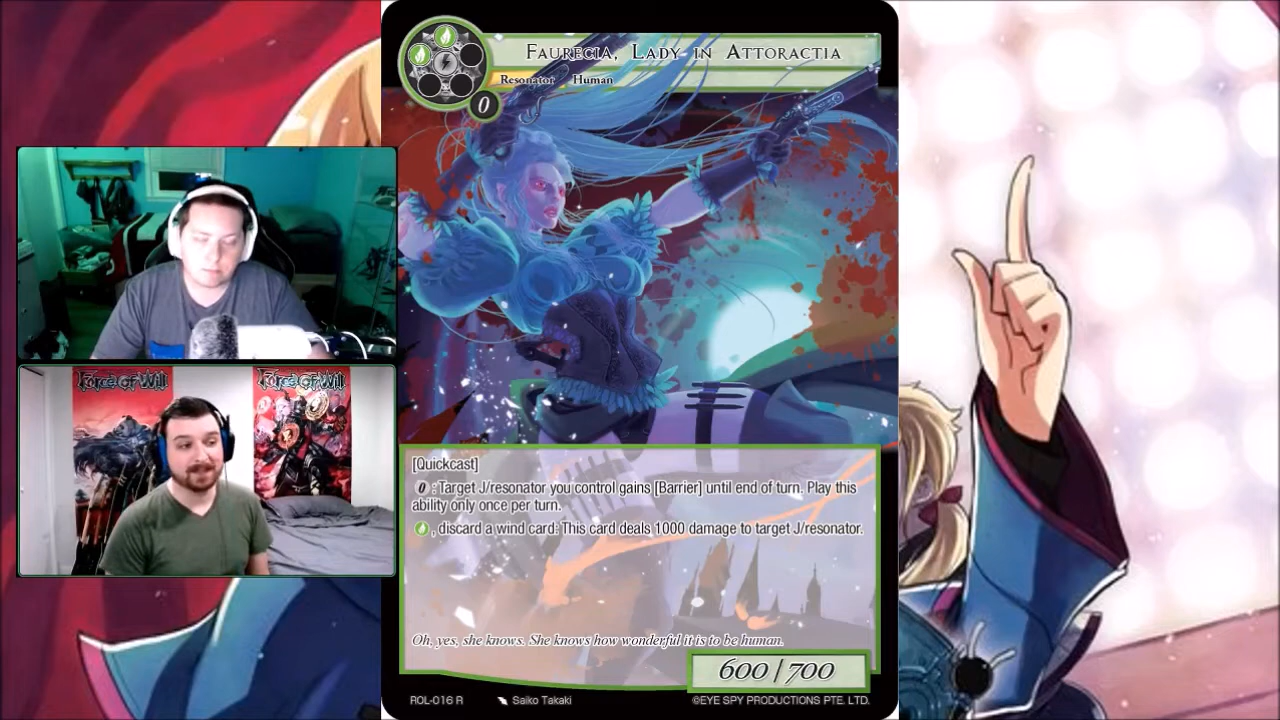 Faurecia, Lady in Attoractia
Resonator Human
0
[Quickcast]
0 : Target J/resonator you control gains [Barrier] until end of turn. Play this
ability only once per turn.
, discard a wind card: This card deals 1000 damage to target J/resonator.
Oh, yes, she knows. She knows how wonderful it is to be human.
600 / 700
ROL-016 R Saiko Takaki ©EYE SPY PRODUCTIONS PTE. LTD.
Force of Will
Force of Will